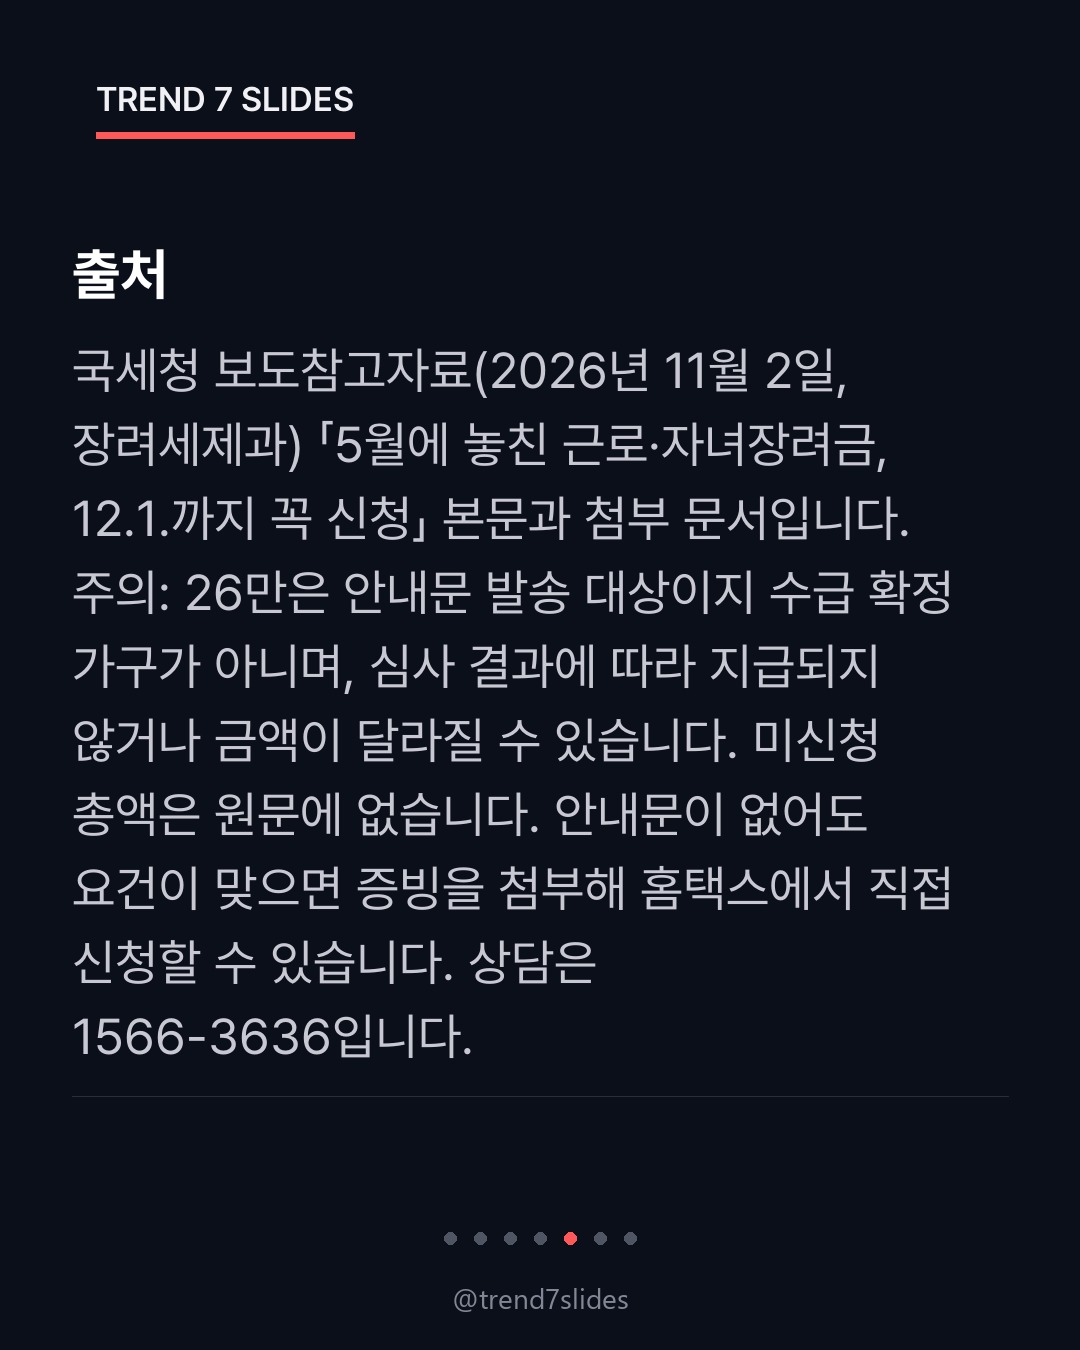 TREND 7 SLIDES
출처
국세청 보도참고자료(2026년 11월 2일,
장려세제과) 「5월에 놓친 근로·자녀장려금,
12.1.까지 꼭 신청」 본문과 첨부 문서입니다.
주의: 26만은 안내문 발송 대상이지 수급 확정
가구가 아니며, 심사 결과에 따라 지급되지
않거나 금액이 달라질 수 있습니다. 미신청
총액은 원문에 없습니다. 안내문이 없어도
요건이 맞으면 증빙을 첨부해 홈택스에서 직접
신청할 수 있습니다. 상담은
1566-3636입니다.
@trend7slides